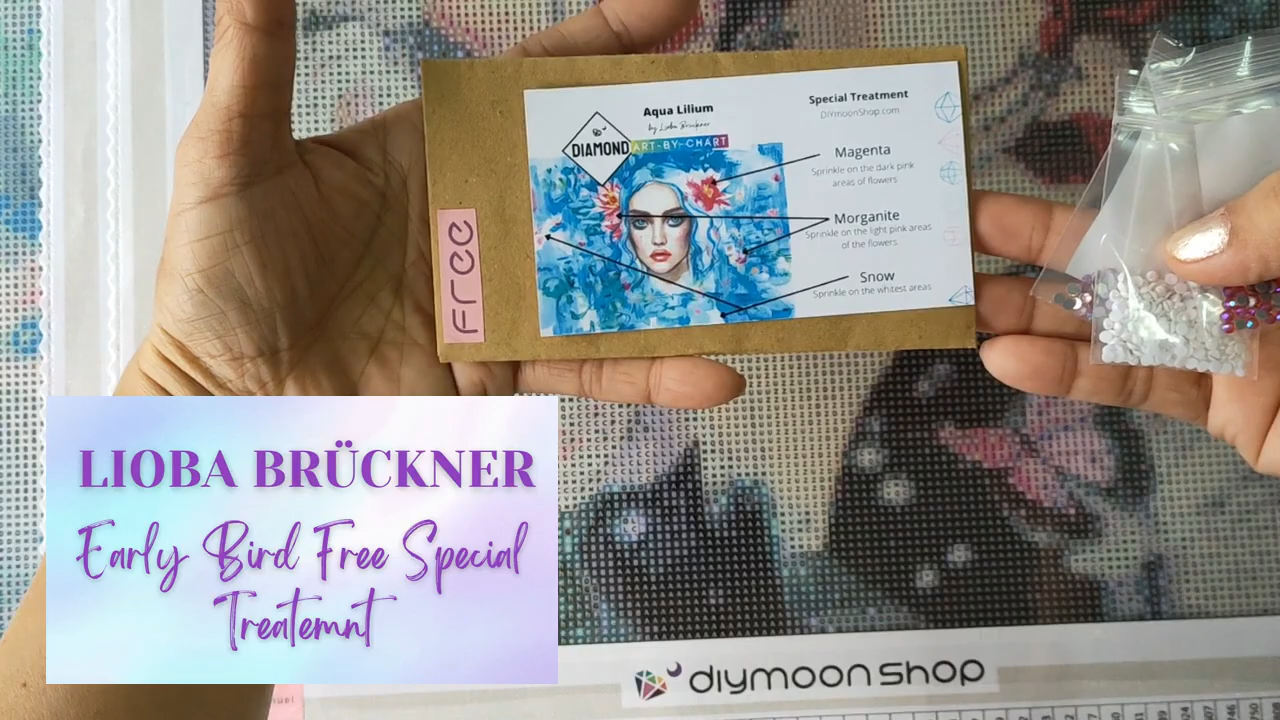 Aqua Lilium
by Lioba Brückner
DIAMOND ART-BY-CHART
Special Treatment
DIYmoonShop.com
Magenta
Sprinkle on the dark pink
areas of flowers
Morganite
Sprinkle on the light pink areas
of the flowers
Snow
Sprinkle on the whitest areas
Free
LIOBA BRÜCKNER
Early Bird Free Special
Treatemnt
diymoon shop